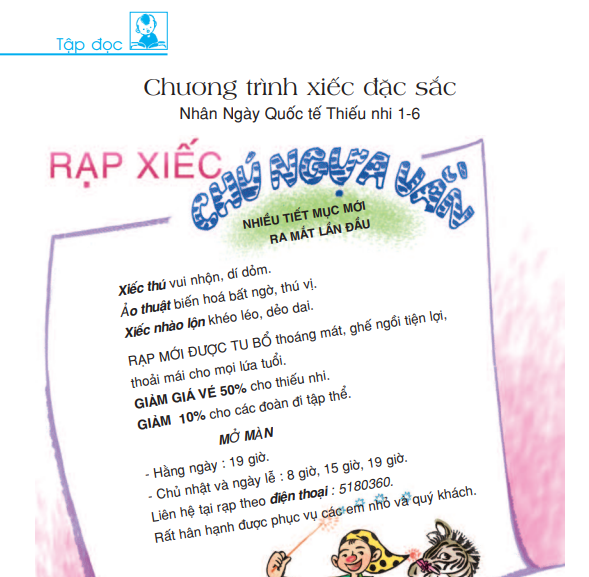 Tập đọc
Chương trình xiếc đặc sắc
Nhân Ngày Quốc tế Thiếu nhi 1-6
RẠP XIẾC
CHÚ NGỰA VẰN
NHIỀU TIẾT MỤC MỚI
RA MẮT LẦN ĐẦU
Xiếc thú vui nhộn, dí dỏm.
Ảo thuật biến hoá bất ngờ, thú vị.
Xiếc nhào lộn khéo léo, dẻo dai.
RẠP MỚI ĐƯỢC TU BỔ thoáng mát, ghế ngồi tiện lợi,
thoải mái cho mọi lứa tuổi.
GIẢM GIÁ VÉ 50% cho thiếu nhi.
GIẢM 10% cho các đoàn đi tập thể.
MỞ MÀN
- Hằng ngày : 19 giờ.
- Chủ nhật và ngày lễ : 8 giờ, 15 giờ, 19 giờ.
Liên hệ tại rạp theo điện thoại : 5180360.
Rất hân hạnh được phục vụ các em nhỏ và quý khách.